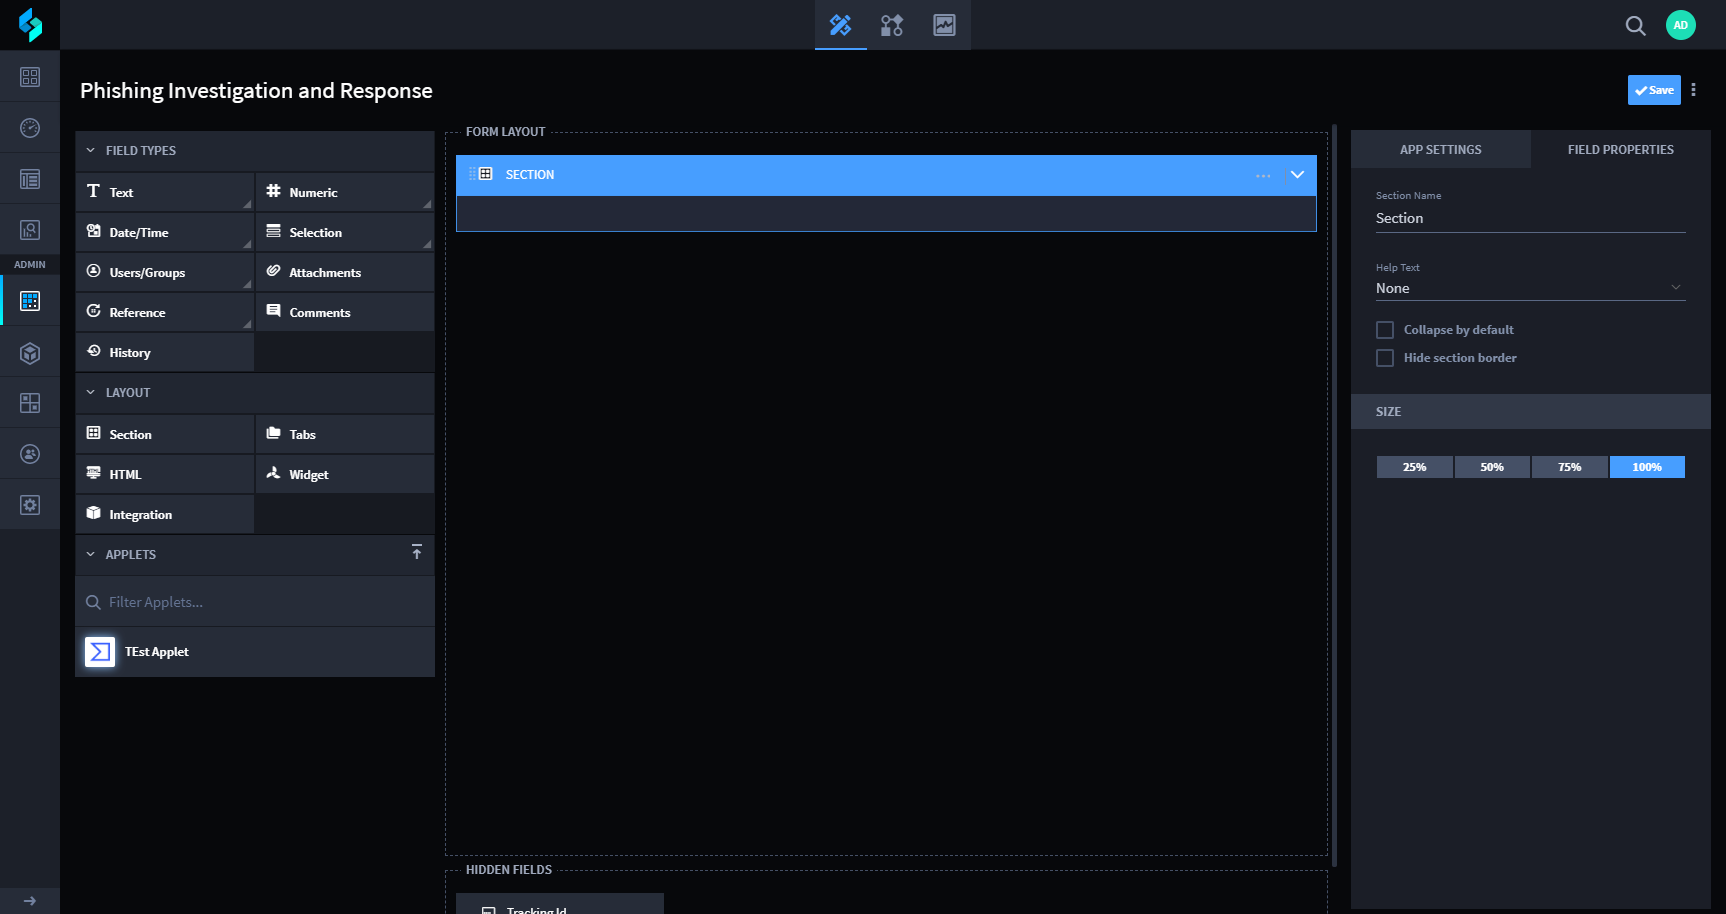 AD
Phishing Investigation and Response
Save
FIELD TYPES
Text
Numeric
Date/Time
Selection
Users/Groups
Attachments
Reference
Comments
History
LAYOUT
Section
Tabs
HTML
Widget
Integration
APPLETS
Filter Applets...
TEst Applet
ADMIN
FORM LAYOUT
SECTION
HIDDEN FIELDS
Tracking Id
APP SETTINGS
FIELD PROPERTIES
Section Name
Section
Help Text
None
Collapse by default
Hide section border
SIZE
25%
50%
75%
100%